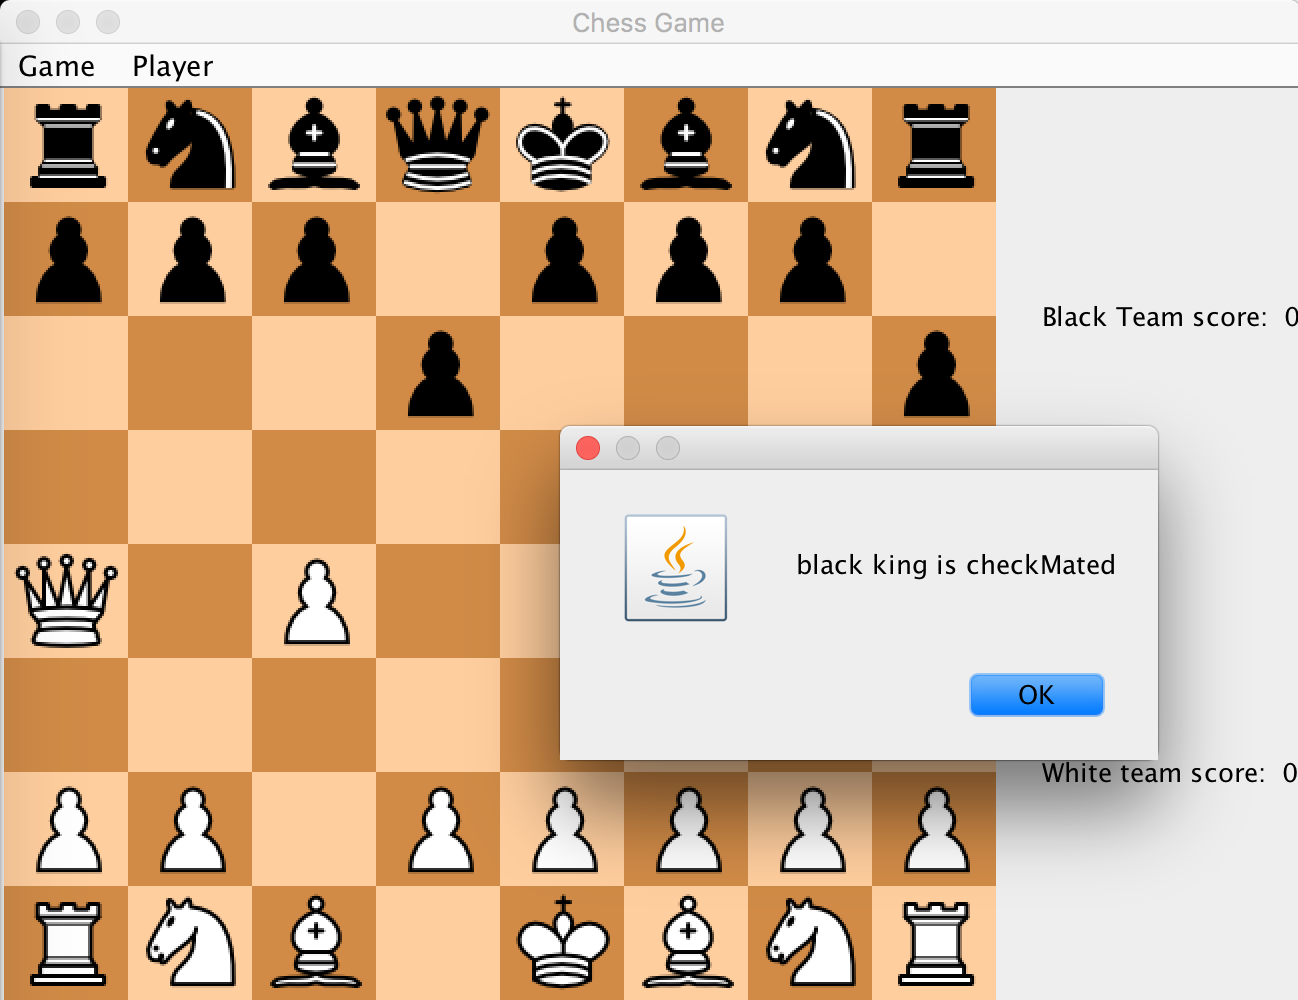 Chess Game
Game Player
Black Team score: 0
black king is checkMated
OK
White team score: 0